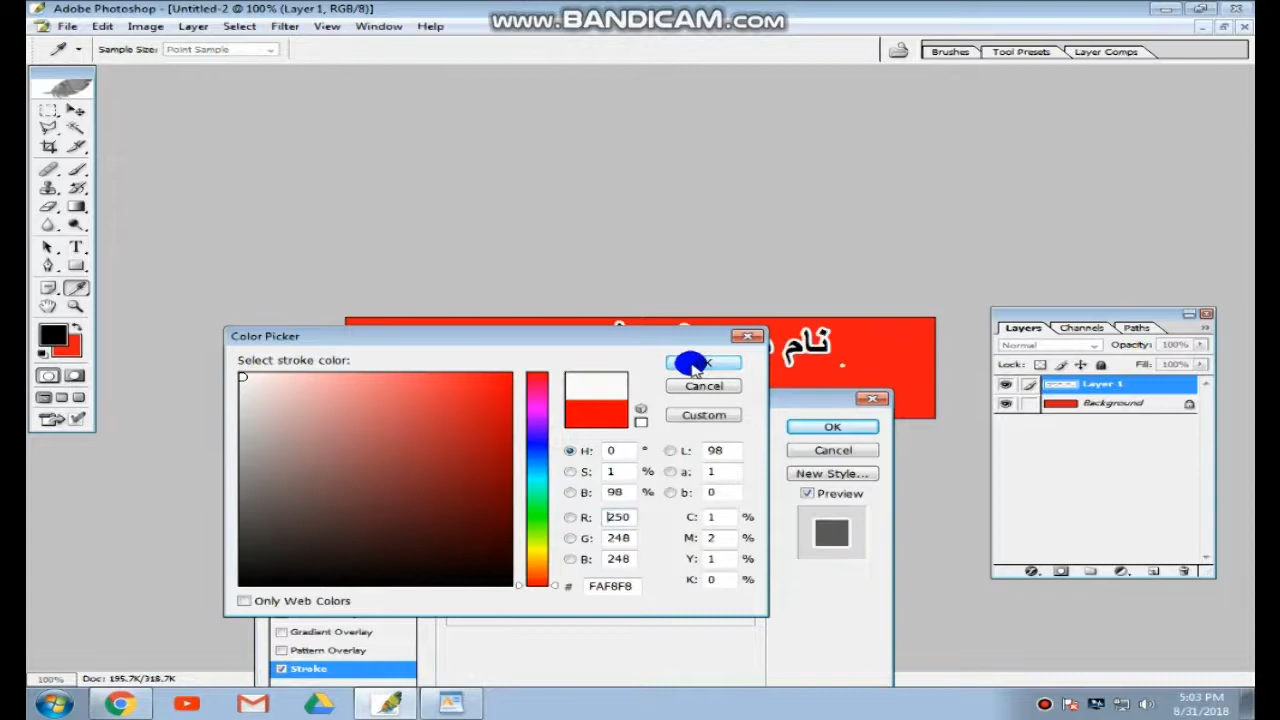 Adobe Photoshop - [Untitled-2 @ 100% (Layer 1, RGB/8)]
www.BANDICAM.com
File Edit Image Layer Select Filter View Window Help
Sample Size: Point Sample
Brushes Tool Presets Layer Comps
Color Picker
Select stroke color:
Cancel
Custom
H: 0 °
S: 1 %
B: 98 %
R: 250
G: 248
B: 248
L: 98
a: 1
b: 0
C: 1 %
M: 2 %
Y: 1 %
K: 0 %
# FAF8F8
Only Web Colors
نام
OK
Cancel
New Style...
Preview
Gradient Overlay
Pattern Overlay
Stroke
Layers Channels Paths
Normal Opacity: 100%
Lock: Fill: 100%
Layer 1
Background
100% Doc: 195.7K/318.7K
5:03 PM
8/31/2018